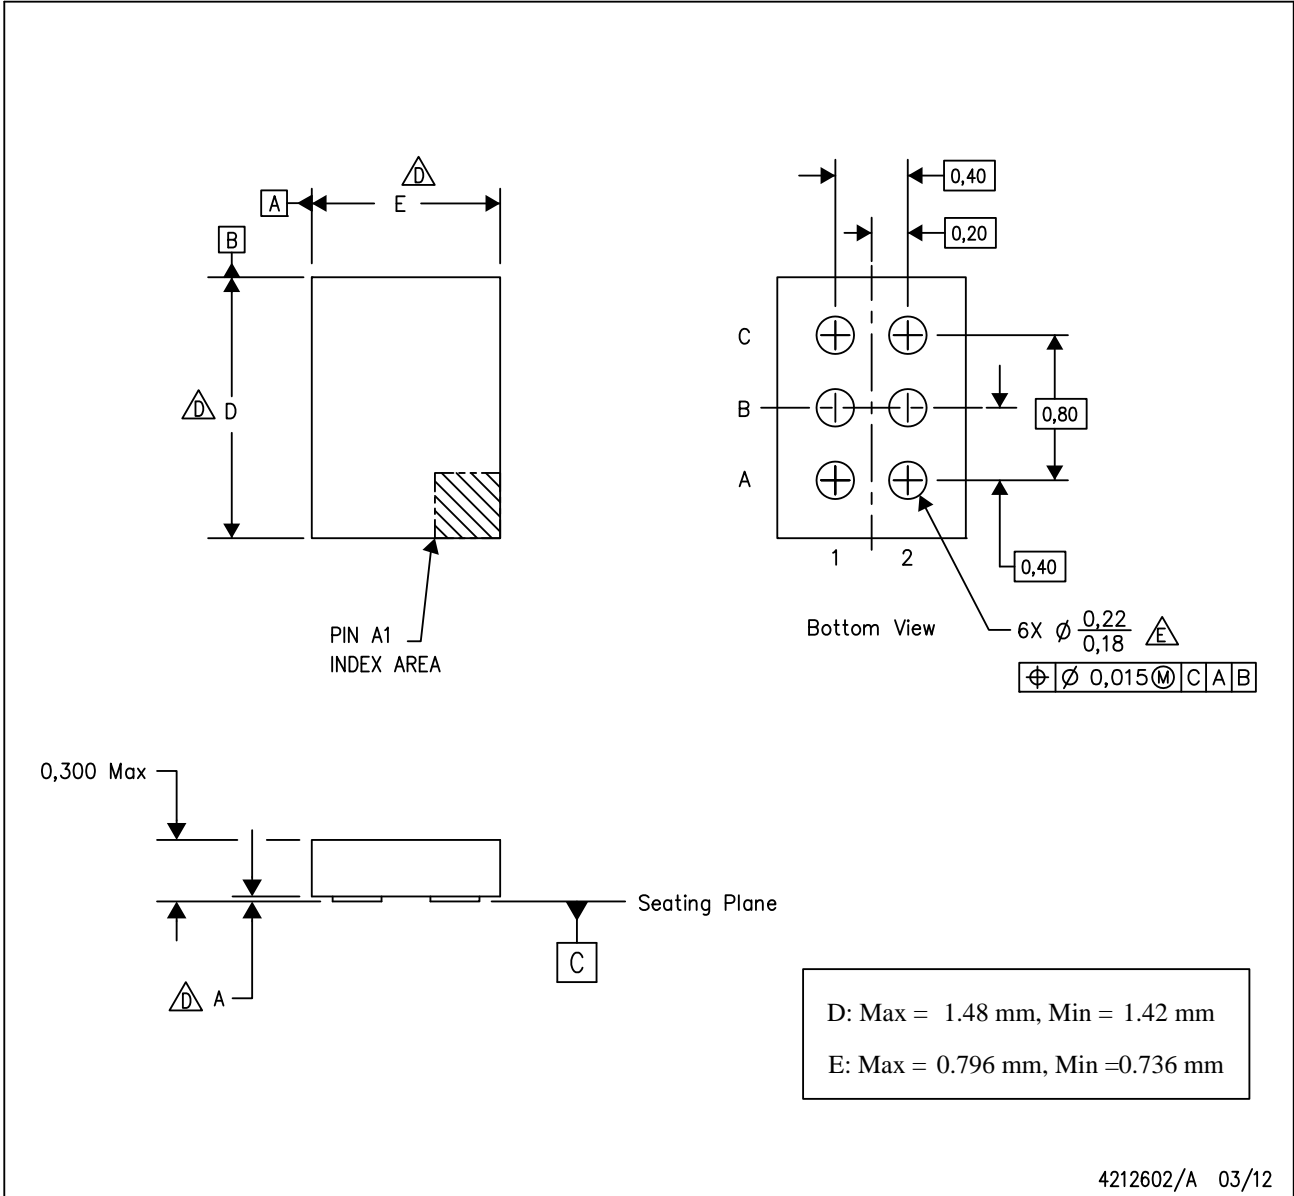 D
A
E
0,40
B
0,20
C
D
D
B
0,80
A
1
2
0,40
PIN A1
INDEX AREA
Bottom View
6X Ø 0,22
0,18
E
⌖ Ø 0,015 Ⓜ C A B
0,300 Max
Seating Plane
C
D
A
D: Max = 1.48 mm, Min = 1.42 mm
E: Max = 0.796 mm, Min =0.736 mm
4212602/A 03/12